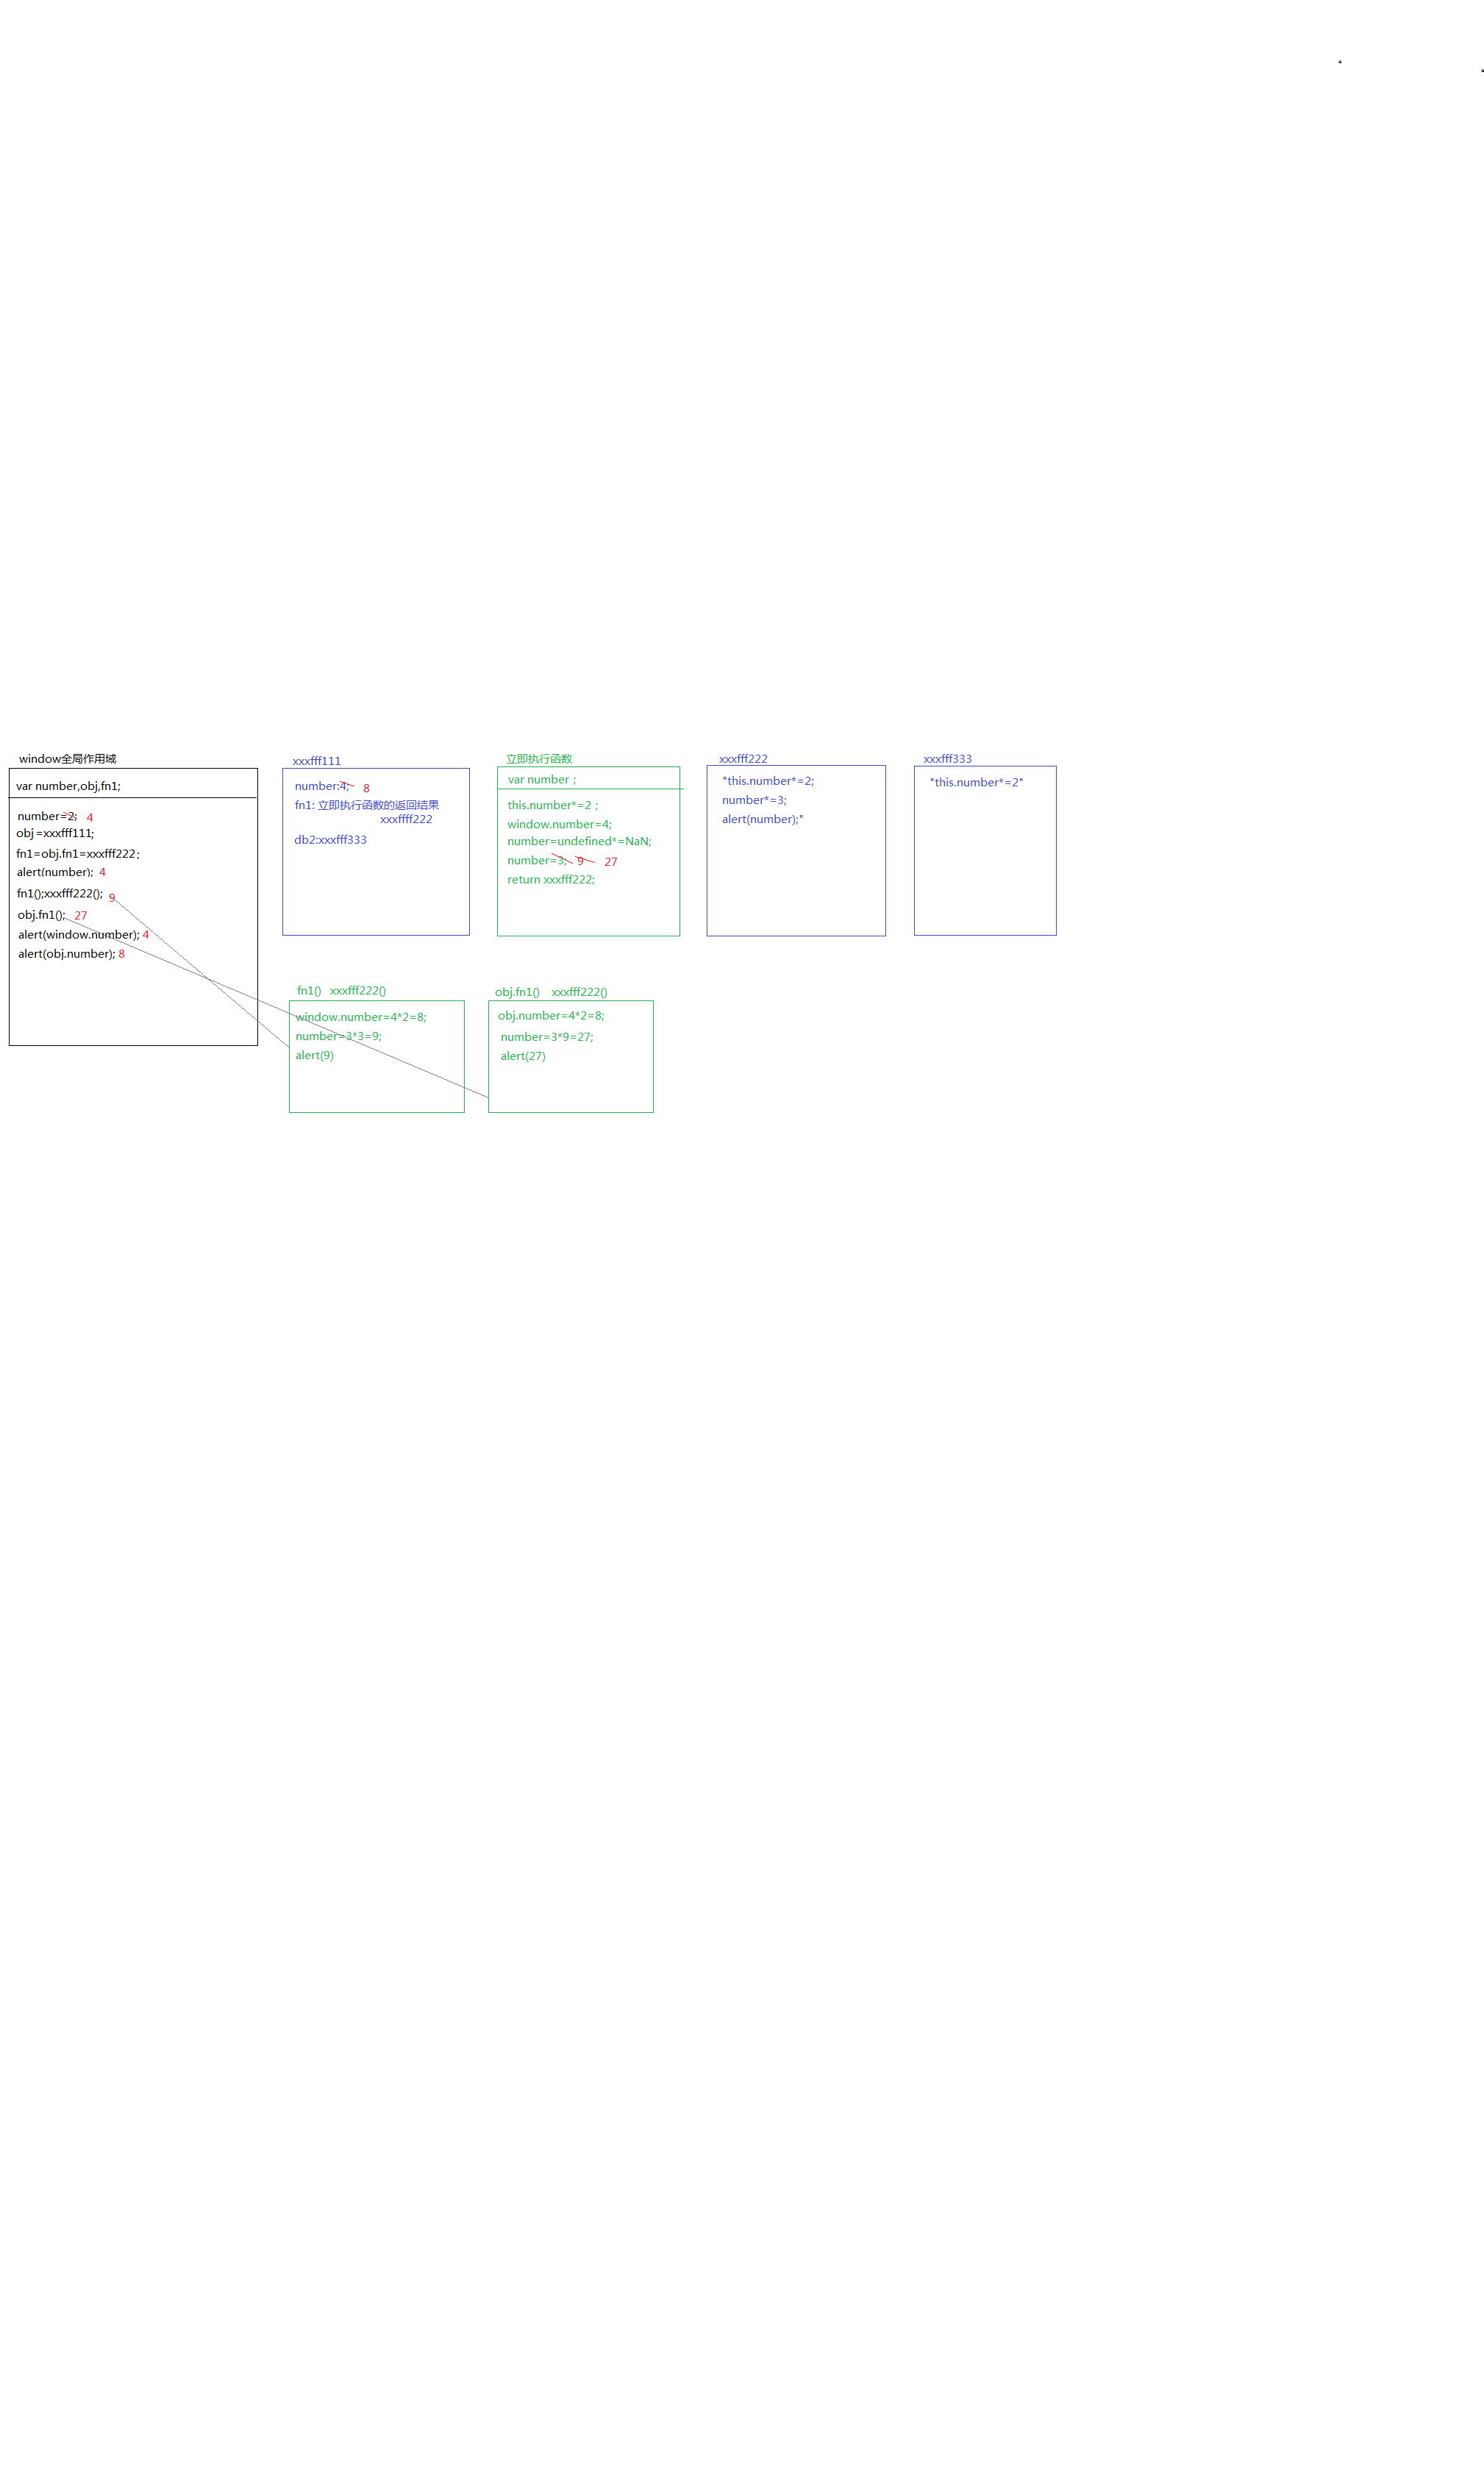 window全局作用域
var number,obj,fn1;
number=2; 4
obj =xxxfff111;
fn1=obj.fn1=xxxfff222 ;
alert(number); 4
fn1();xxxfff222(); 9
obj.fn1(); 27
alert(window.number); 4
alert(obj.number); 8
xxxfff111
number:4; 8
fn1: 立即执行函数的返回结果
xxxffff222
db2:xxxfff333
立即执行函数
var number ;
this.number*=2 ;
window.number=4;
number=undefined*=NaN;
number=3; 9 27
return xxxfff222;
xxxfff222
"this.number*=2;
number*=3;
alert(number);"
xxxfff333
"this.number*=2"
fn1() xxxfff222()
window.number=4*2=8;
number=3*3=9;
alert(9)
obj.fn1() xxxfff222()
obj.number=4*2=8;
number=3*9=27;
alert(27)